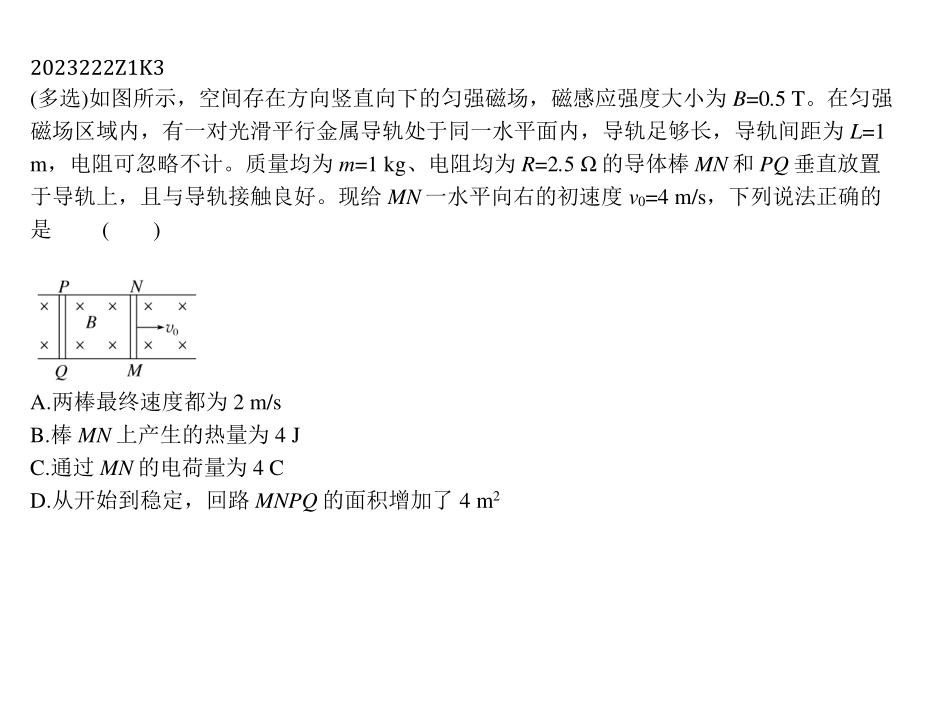 2023222Z1K3
(多选)如图所示，空间存在方向竖直向下的匀强磁场，磁感应强度大小为 B=0.5 T。在匀强
磁场区域内，有一对光滑平行金属导轨处于同一水平面内，导轨足够长，导轨间距为 L=1
m，电阻可忽略不计。质量均为 m=1 kg、电阻均为 R=2.5 Ω 的导体棒 MN 和 PQ 垂直放置
于导轨上，且与导轨接触良好。现给 MN 一水平向右的初速度 v₀=4 m/s，下列说法正确的
是 ( )
P N
× × × × ×
B v₀
× × × × ×
Q M
A.两棒最终速度都为 2 m/s
B.棒 MN 上产生的热量为 4 J
C.通过 MN 的电荷量为 4 C
D.从开始到稳定，回路 MNPQ 的面积增加了 4 m²